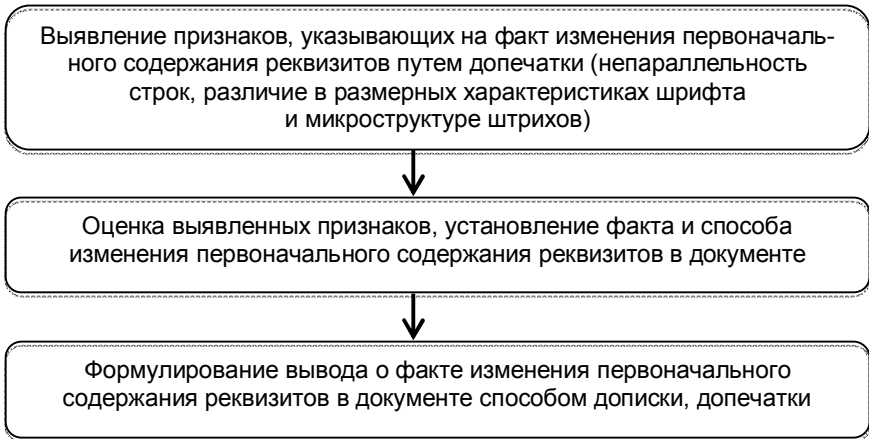 Выявление признаков, указывающих на факт изменения первоначаль-
ного содержания реквизитов путем допечатки (непараллельность
строк, различие в размерных характеристиках шрифта
и микроструктуре штрихов)
Оценка выявленных признаков, установление факта и способа
изменения первоначального содержания реквизитов в документе
Формулирование вывода о факте изменения первоначального
содержания реквизитов в документе способом дописки, допечатки